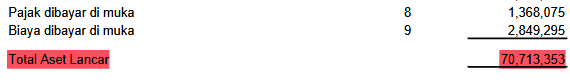 Pajak dibayar di muka 8 1,368,075
Biaya dibayar di muka 9 2,849,295
Total Aset Lancar 70,713,353